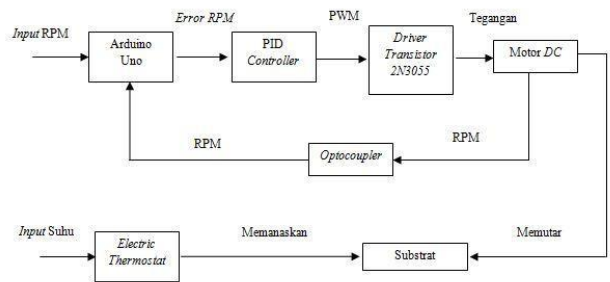 Input RPM
Arduino
Uno
Error RPM
PID
Controller
PWM
Driver
Transistor
2N3055
Tegangan
Motor DC
RPM
Optocoupler
RPM
Input Suhu
Electric
Thermostat
Memanaskan
Substrat
Memutar